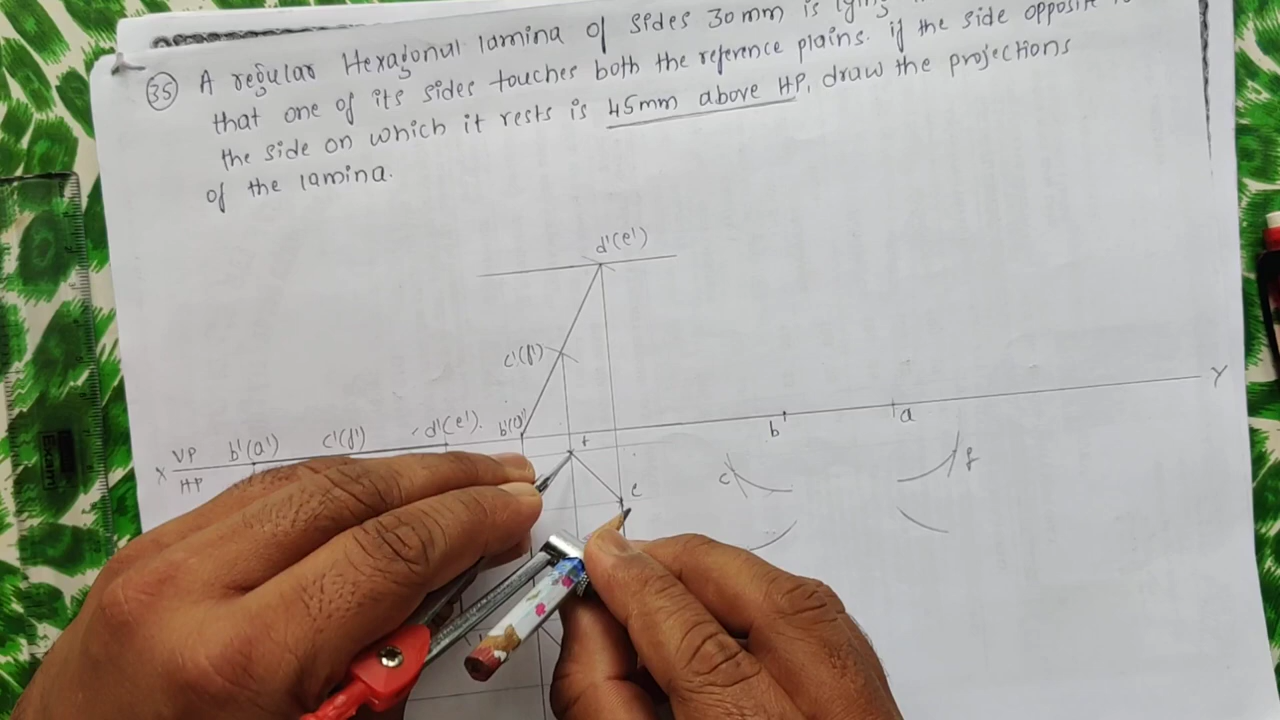 35 A regular Hexagonal lamina of sides 30mm is lying
that one of its sides touches both the reference plains. if the side opposite
the side on which it rests is 45mm above HP, draw the projections
of the lamina.
d'(e')
c'(f')
X VP b'(a') c'(f') d'(e'). b'(a') b a Y
HP
f
c e
Exam